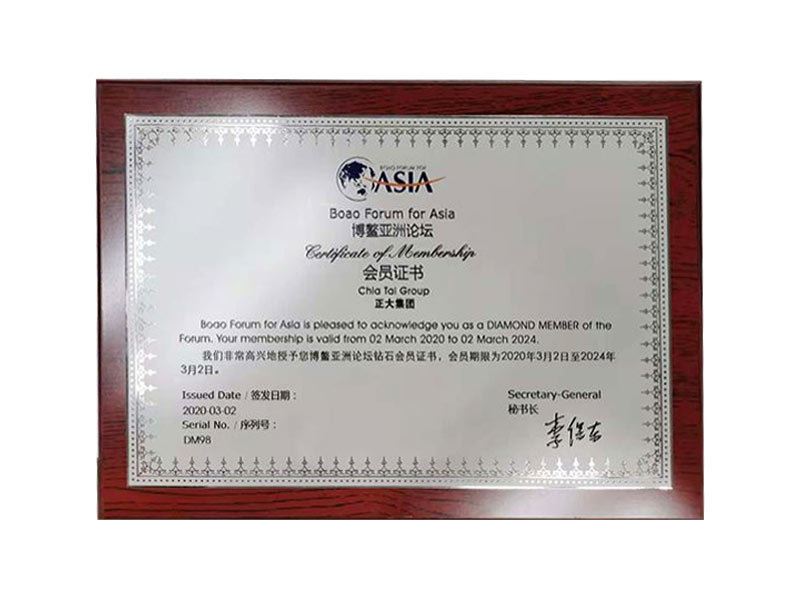 BOAO FORUM FOR
ASIA
Boao Forum for Asia
博鳌亚洲论坛
Certificate of Membership
会员证书
Chia Tai Group
正大集团
Boao Forum for Asia is pleased to acknowledge you as a DIAMOND MEMBER of the
Forum. Your membership is valid from 02 March 2020 to 02 March 2024.
我们非常高兴地授予您博鳌亚洲论坛钻石会员证书，会员期限为2020年3月2日至2024年
3月2日。
Issued Date / 签发日期：
2020-03-02
Serial No. / 序列号：
DM98
Secretary-General
秘书长
李保东